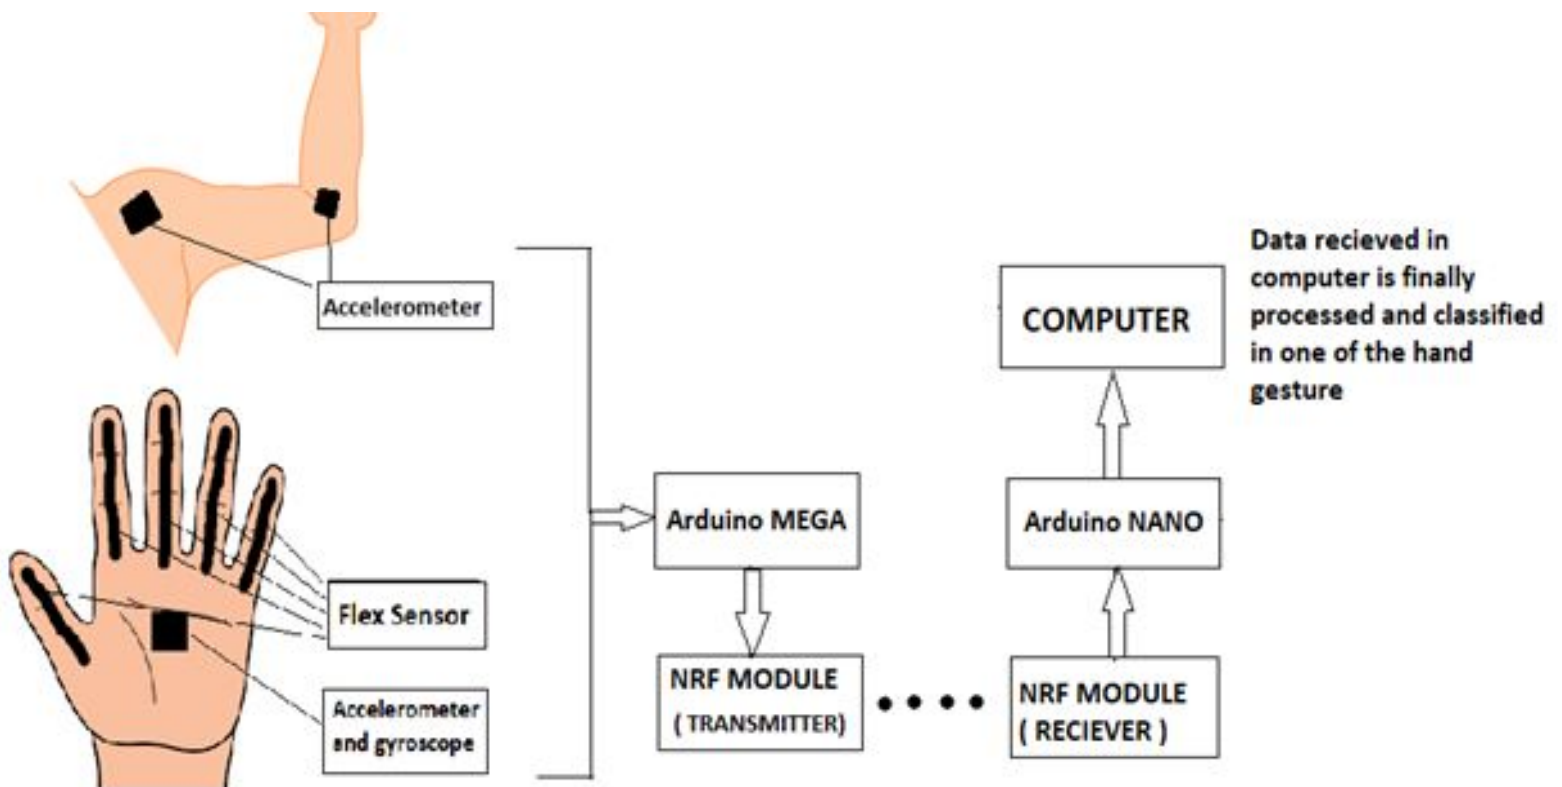 Accelerometer
Flex Sensor
Accelerometer
and gyroscope
Arduino MEGA
NRF MODULE
( TRANSMITTER)
NRF MODULE
( RECIEVER )
Arduino NANO
COMPUTER
Data recieved in
computer is finally
processed and classified
in one of the hand
gesture